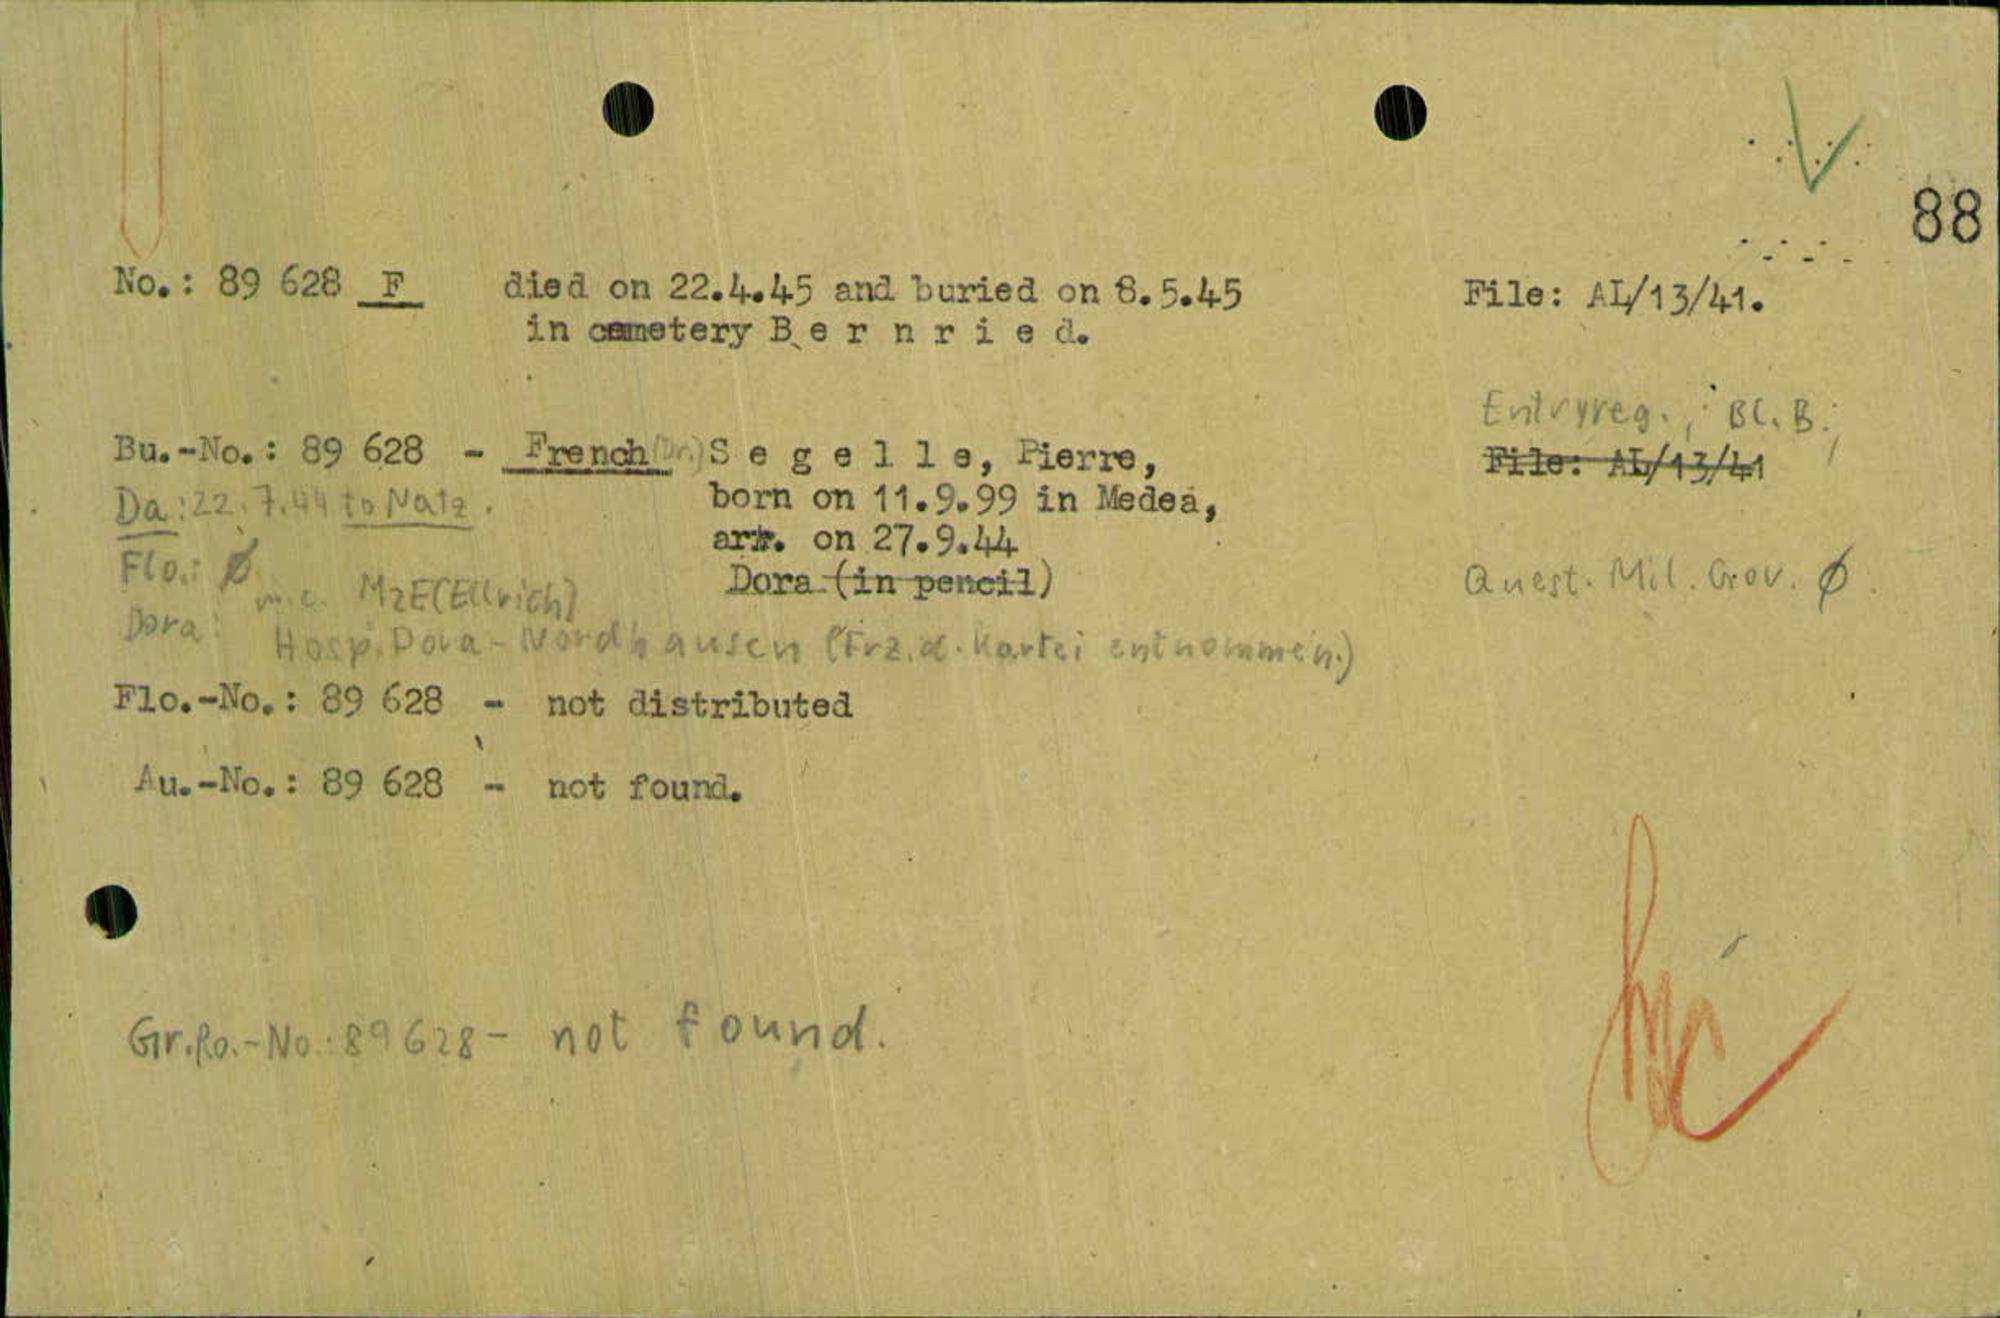 88
No.: 89 628 F died on 22.4.45 and buried on 8.5.45 File: AL/13/41.
in cemetery B e r n r i e d.
Entryreg., Bl. B.;
Bu.-No.: 89 628 - French (Dr.) S e g e l l e, Pierre, File: AL/13/41
Da: 22.7.44 to Natz. born on 11.9.99 in Medea,
arr. on 27.9.44
Flo.: Ø Dora (in pencil) Quest. Mil. Gov. Ø
m.c. M2E (Ellrich)
Dora: Hosp. Dora-Nordhausen (Frz. d. Kartei entnommen.)
Flo.-No.: 89 628 - not distributed
Au.-No.: 89 628 - not found.
Gr.Ro.-No.: 89628 - not found.